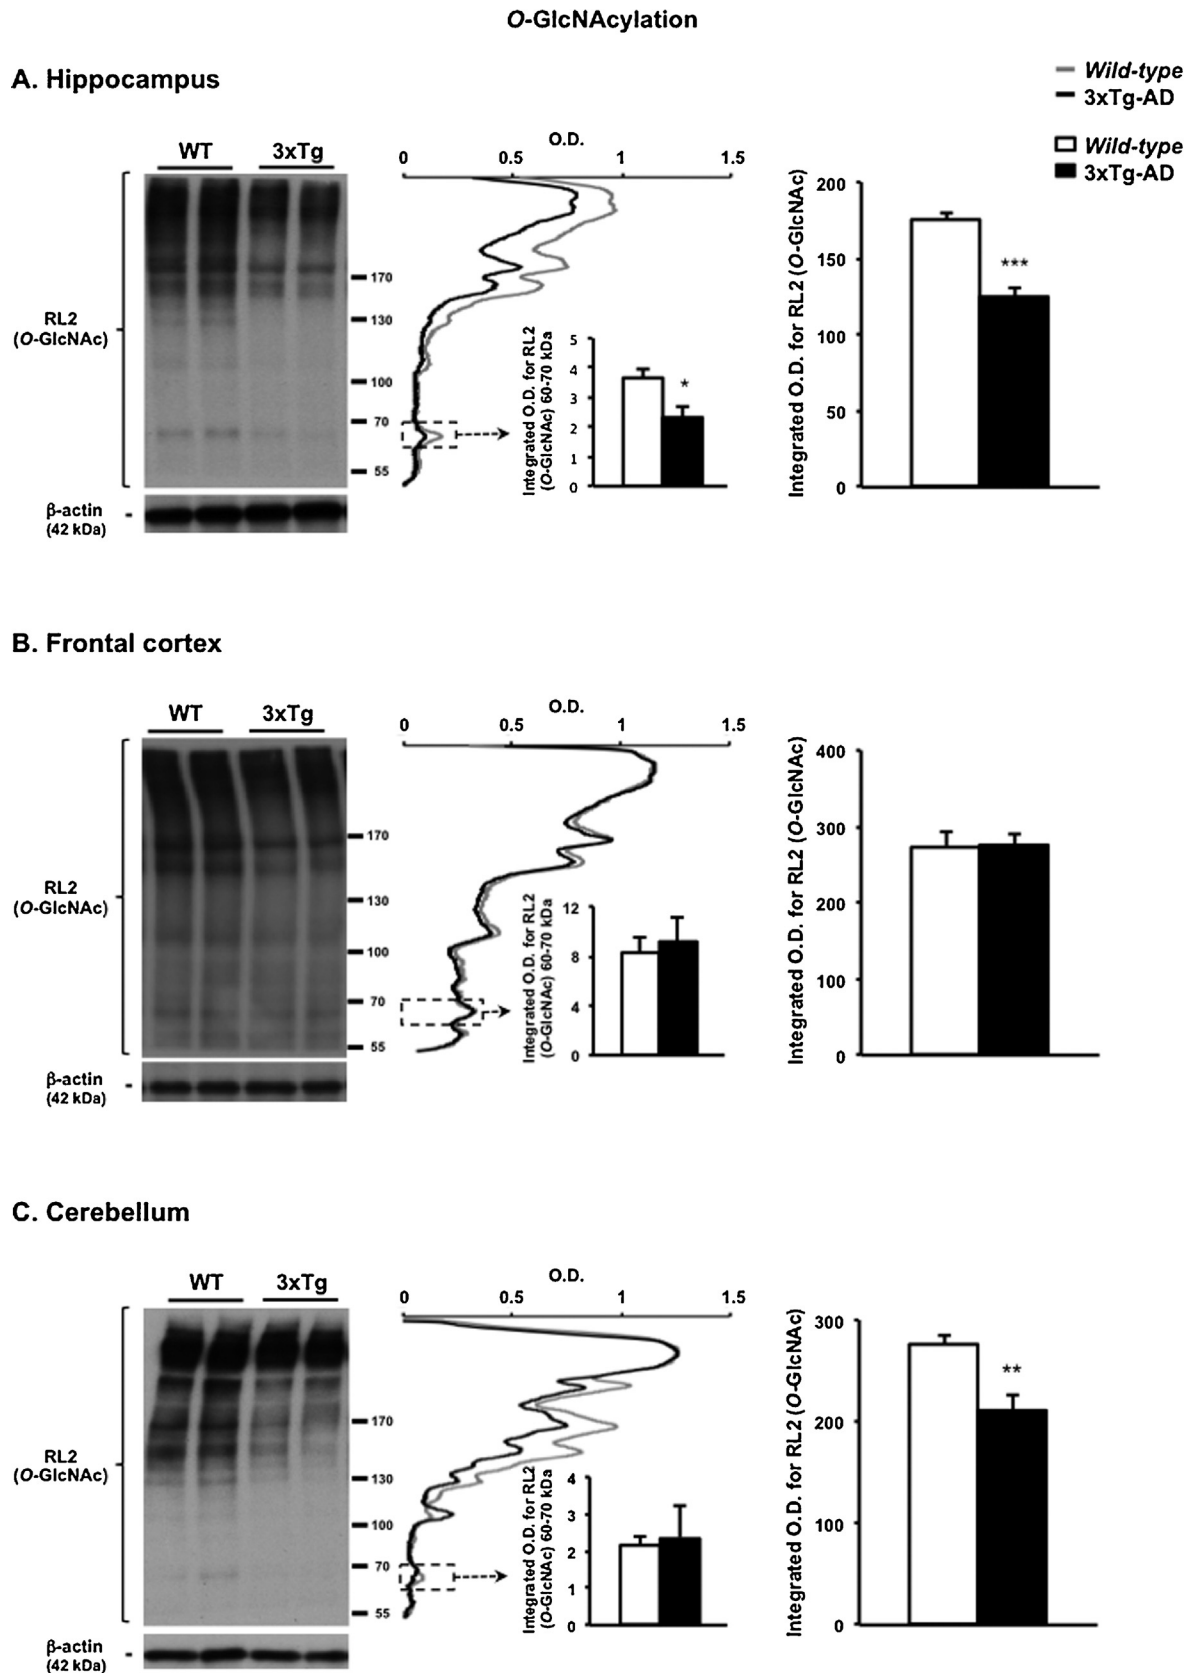 O-GlcNAcylation
Wild-type
3xTg-AD
Wild-type
3xTg-AD
A. Hippocampus
WT 3xTg
RL2
(O-GlcNAc)
170
130
100
70
55
β-actin
(42 kDa)
O.D.
0 0.5 1 1.5
Integrated O.D. for RL2
(O-GlcNAc) 60-70 kDa
5
4
3
2
1
0
*
Integrated O.D. for RL2 (O-GlcNAc)
200
150
100
50
0
***
B. Frontal cortex
WT 3xTg
RL2
(O-GlcNAc)
170
130
100
70
55
β-actin
(42 kDa)
O.D.
0 0.5 1 1.5
Integrated O.D. for RL2
(O-GlcNAc) 60-70 kDa
12
8
4
0
Integrated O.D. for RL2 (O-GlcNAc)
400
300
200
100
0
C. Cerebellum
WT 3xTg
RL2
(O-GlcNAc)
170
130
100
70
55
β-actin
(42 kDa)
O.D.
0 0.5 1 1.5
Integrated O.D. for RL2
(O-GlcNAc) 60-70 kDa
4
3
2
1
0
Integrated O.D. for RL2 (O-GlcNAc)
300
200
100
0
**